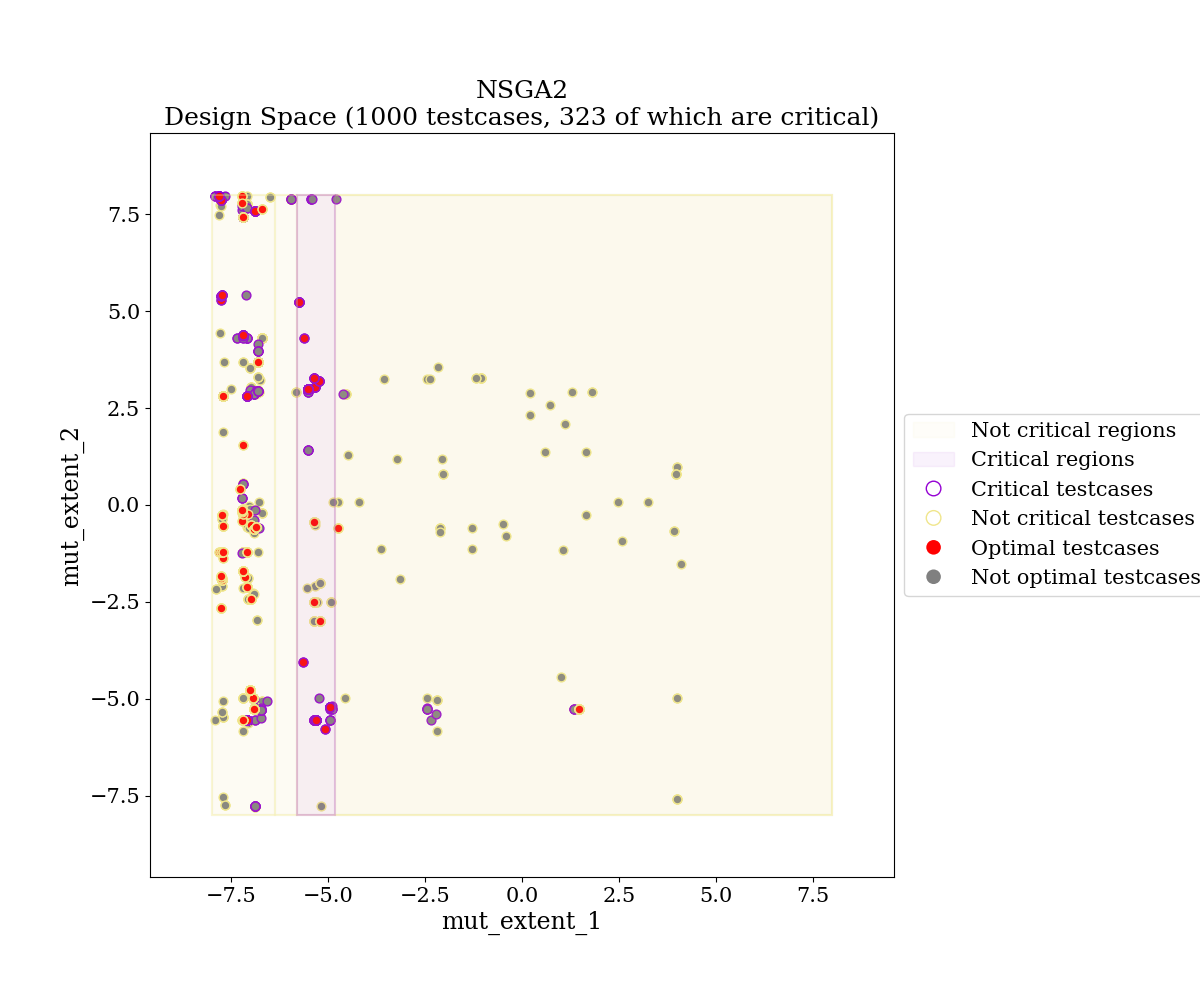 NSGA2
Design Space (1000 testcases, 323 of which are critical)
mut_extent_2
7.5
5.0
2.5
0.0
−2.5
−5.0
−7.5
−7.5
−5.0
−2.5
0.0
2.5
5.0
7.5
mut_extent_1
Not critical regions
Critical regions
Critical testcases
Not critical testcases
Optimal testcases
Not optimal testcases